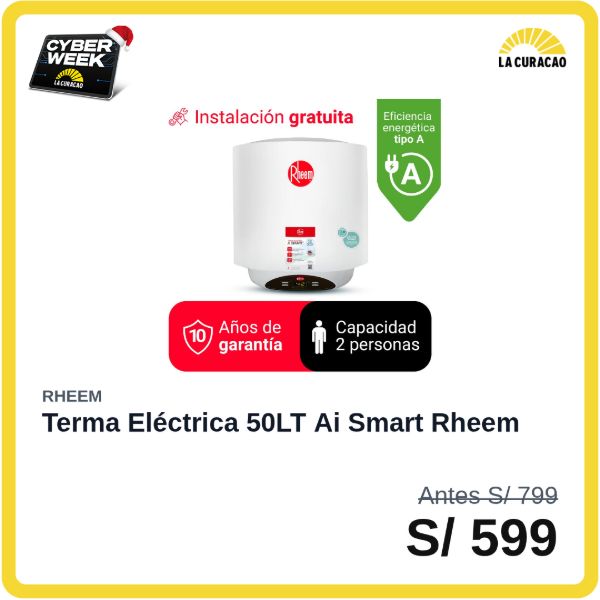 CYBER
WEEK
LA CURACAO
LA CURACAO
Instalación gratuita
Eficiencia
energética
tipo A
A
Rheem
10
Años de
garantía
Capacidad
2 personas
RHEEM
Terma Eléctrica 50LT Ai Smart Rheem
Antes S/ 799
S/ 599